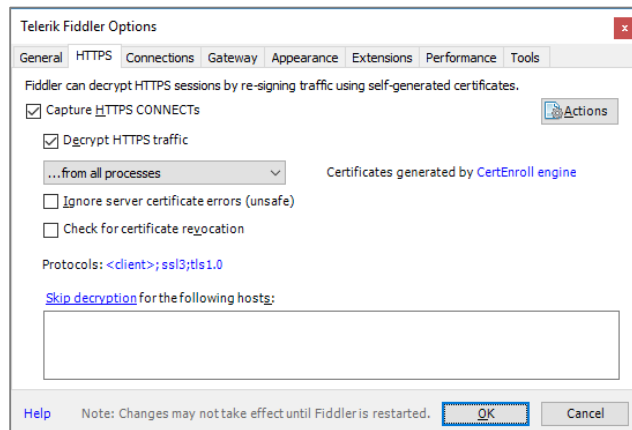 Telerik Fiddler Options
x
General HTTPS Connections Gateway Appearance Extensions Performance Tools
Fiddler can decrypt HTTPS sessions by re-signing traffic using self-generated certificates.
Capture HTTPS CONNECTs Actions
Decrypt HTTPS traffic
...from all processes Certificates generated by CertEnroll engine
Ignore server certificate errors (unsafe)
Check for certificate revocation
Protocols: <client>;ssl3;tls1.0
Skip decryption for the following hosts:
Help Note: Changes may not take effect until Fiddler is restarted. OK Cancel